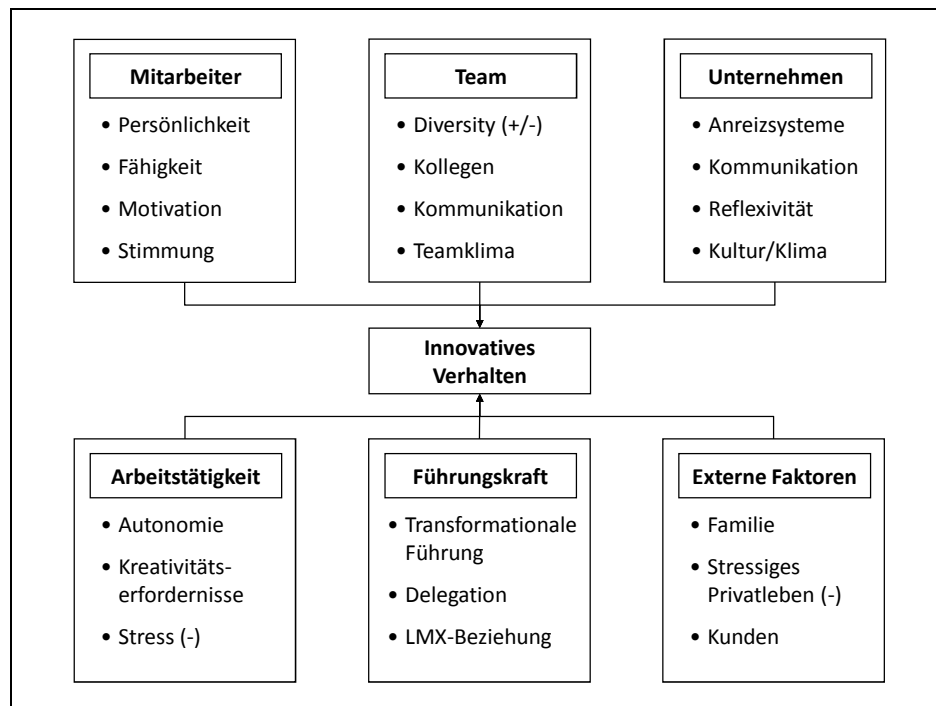 Mitarbeiter
• Persönlichkeit
• Fähigkeit
• Motivation
• Stimmung
Team
• Diversity (+/-)
• Kollegen
• Kommunikation
• Teamklima
Unternehmen
• Anreizsysteme
• Kommunikation
• Reflexivität
• Kultur/Klima
Innovatives
Verhalten
Arbeitstätigkeit
• Autonomie
• Kreativitäts-
erfordernisse
• Stress (-)
Führungskraft
• Transformationale
Führung
• Delegation
• LMX-Beziehung
Externe Faktoren
• Familie
• Stressiges
Privatleben (-)
• Kunden